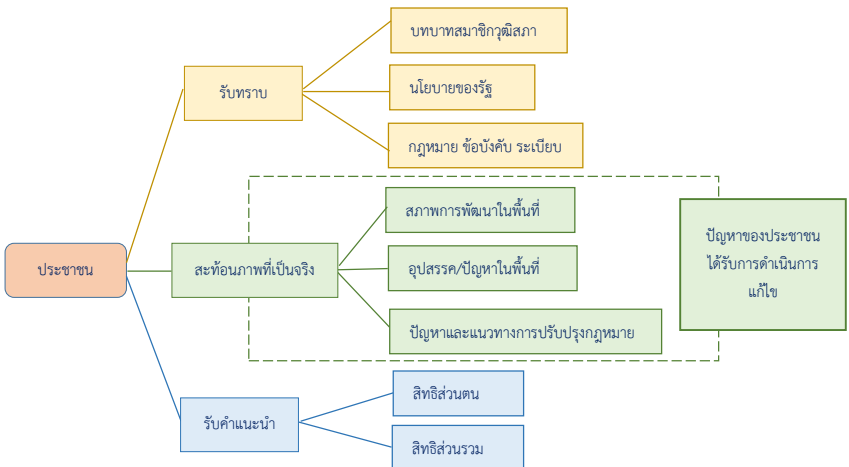 ประชาชน
รับทราบ
บทบาทสมาชิกวุฒิสภา
นโยบายของรัฐ
กฎหมาย ข้อบังคับ ระเบียบ
สะท้อนภาพที่เป็นจริง
สภาพการพัฒนาในพื้นที่
อุปสรรค/ปัญหาในพื้นที่
ปัญหาและแนวทางการปรับปรุงกฎหมาย
ปัญหาของประชาชน
ได้รับการดำเนินการ
แก้ไข
รับคำแนะนำ
สิทธิส่วนตน
สิทธิส่วนรวม